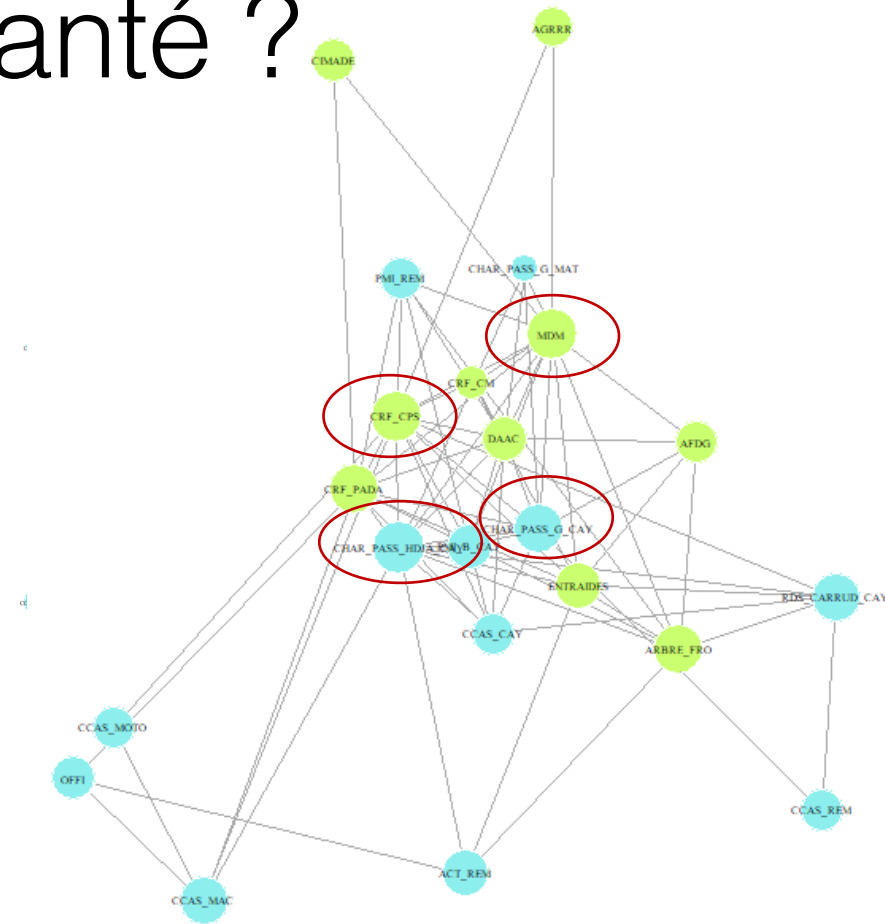 anté ?
AGRRR
CIMADE
CHAR_PASS_G_MAT
PMI_REM
MDM
CRF_CM
CRF_CPS
DAAC
AFDG
CRF_PADA
CHAR_PASS_G_CAY
CHAR_PASS_HDJ
ENTRAIDES
RDS_CARRUD_CAY
CCAS_CAY
ARBRE_FRO
CCAS_MOTO
OFFI
CCAS_REM
ACT_REM
CCAS_MAC